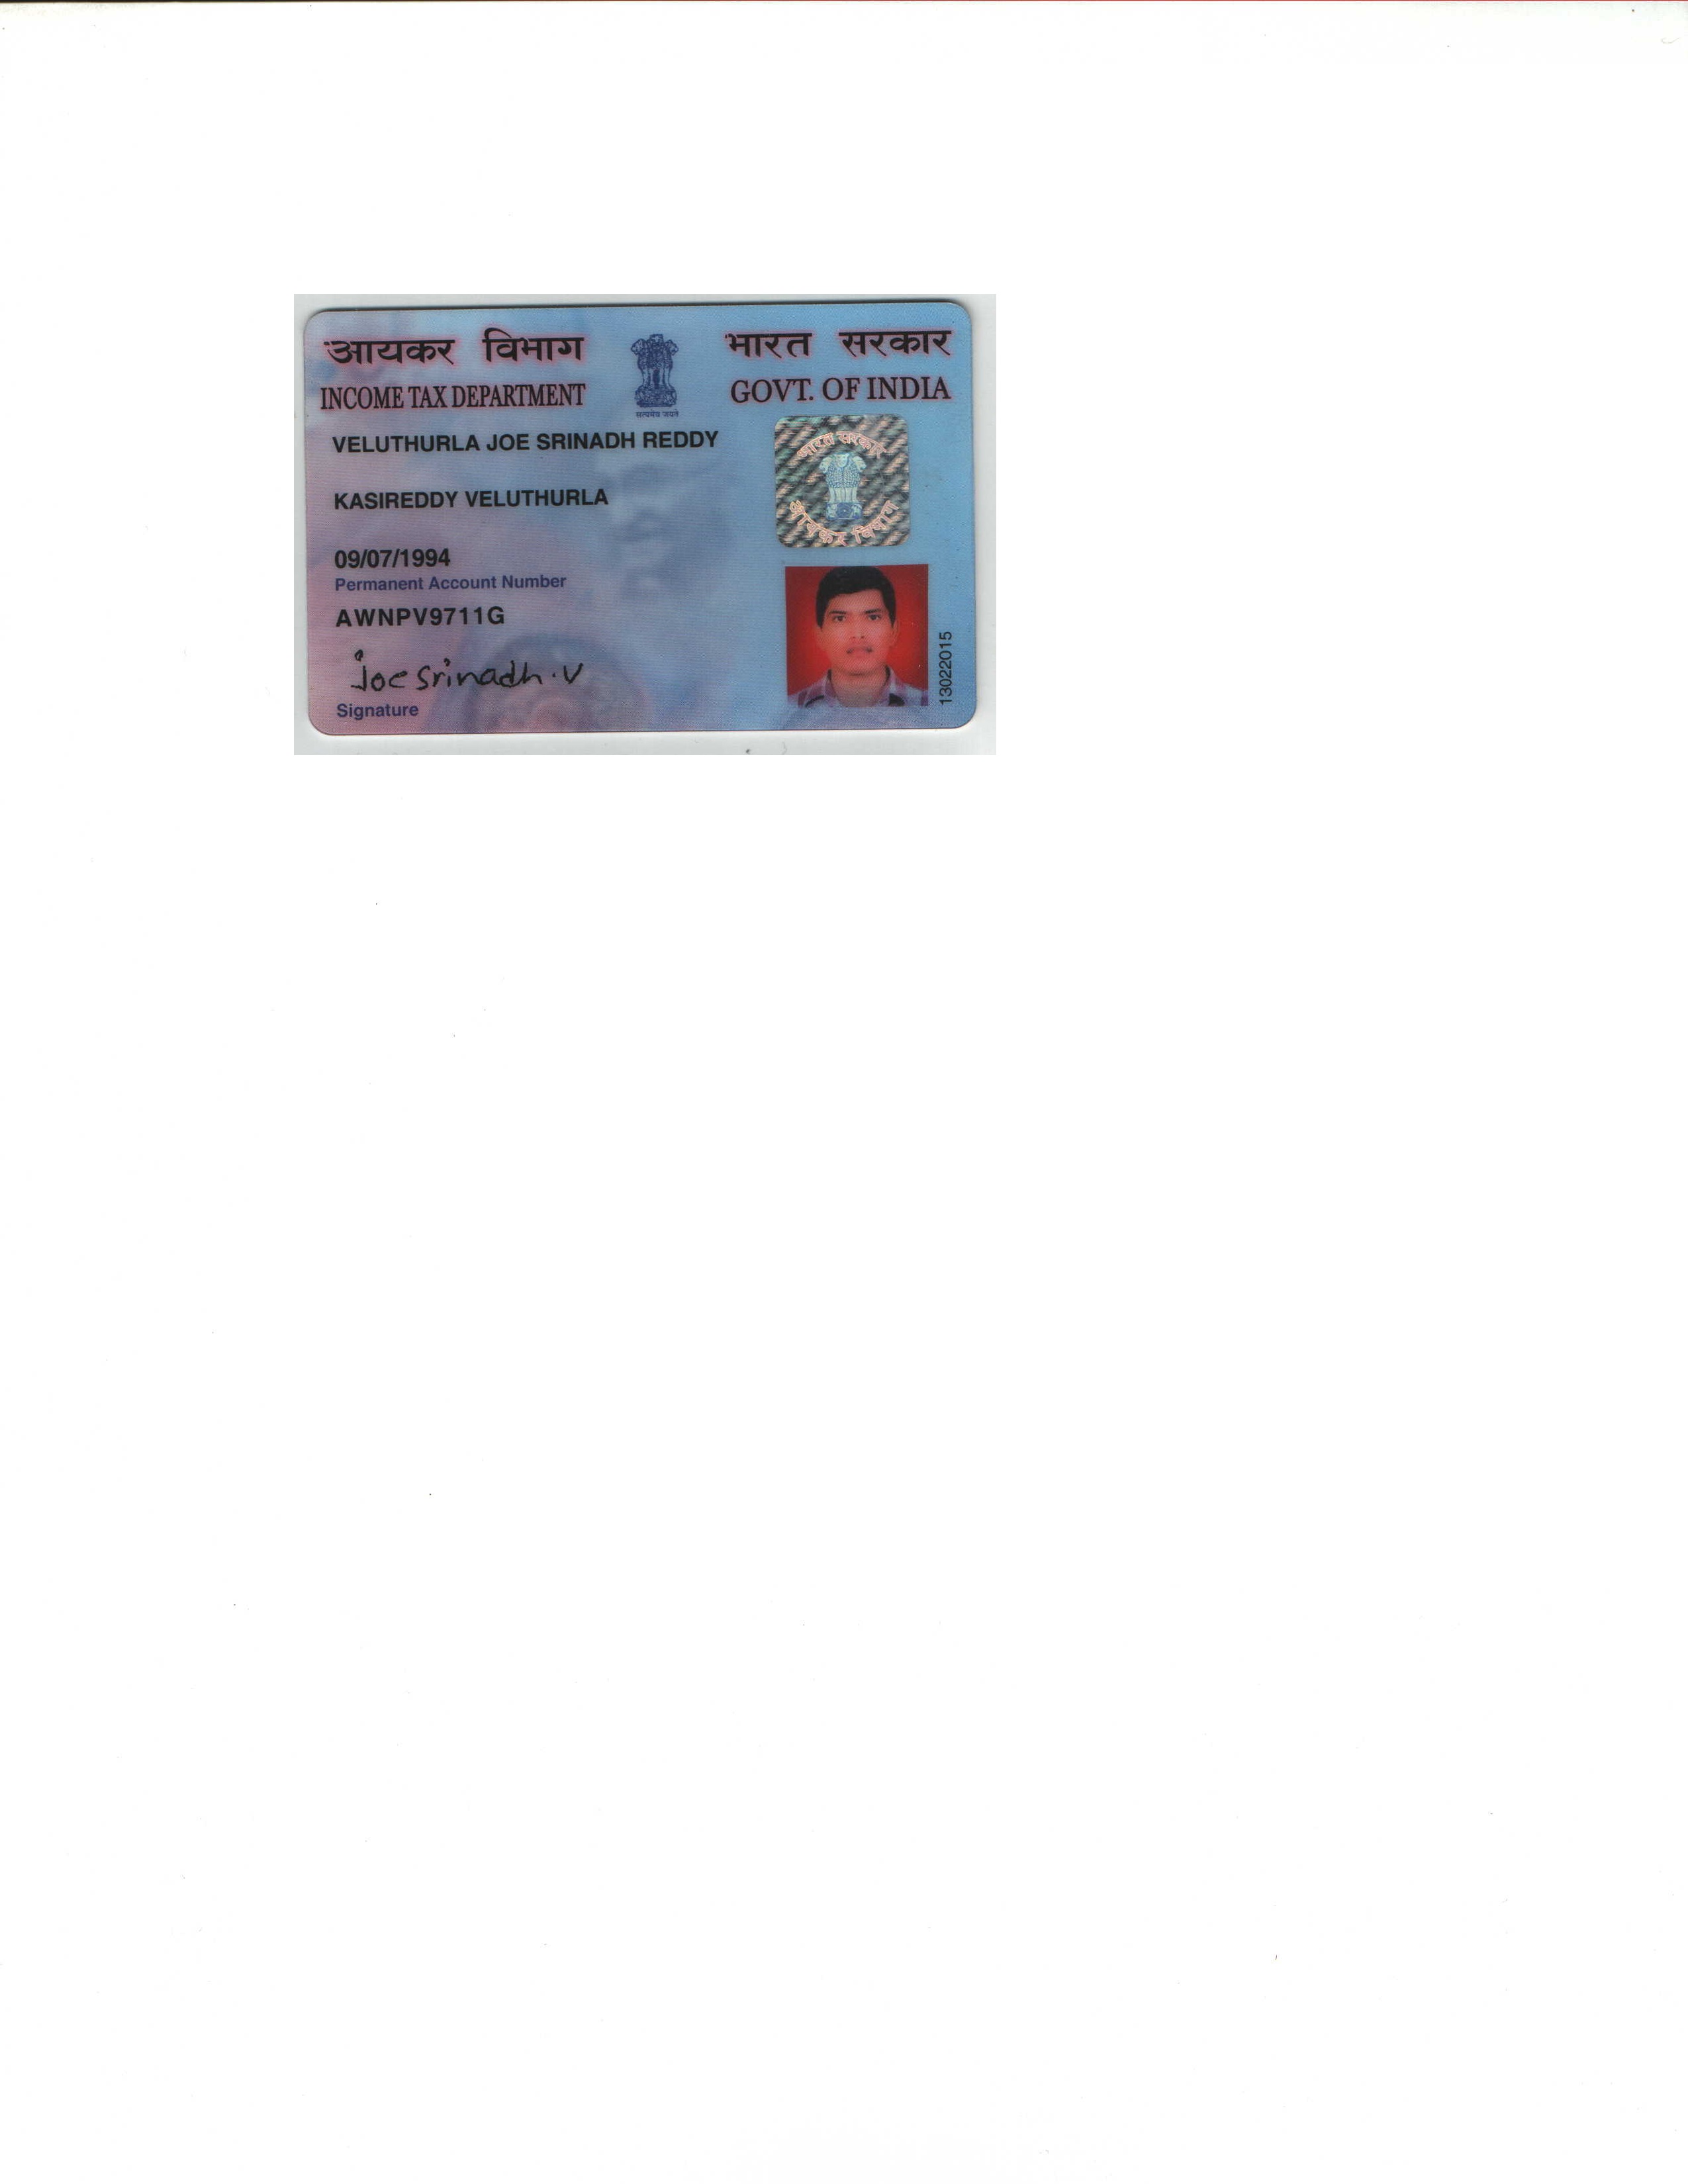 आयकर विभाग
INCOME TAX DEPARTMENT
सत्यमेव जयते
भारत सरकार
GOVT. OF INDIA
VELUTHURLA JOE SRINADH REDDY
KASIREDDY VELUTHURLA
09/07/1994
Permanent Account Number
AWNPV9711G
Joe Srinadh.V
Signature
भारत सरकार
आयकर विभाग
13022015